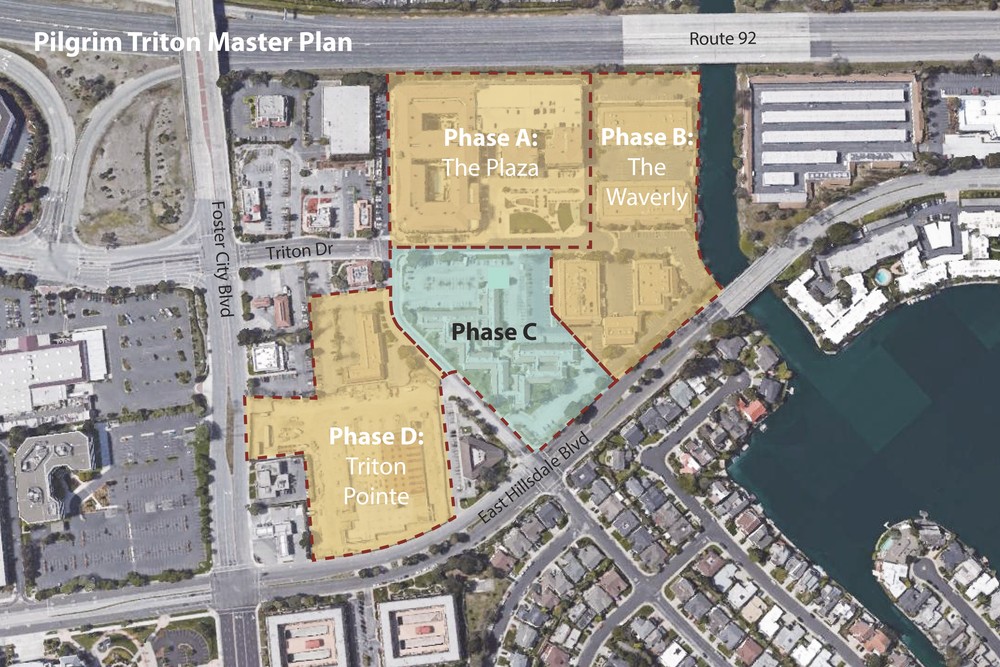 Pilgrim Triton Master Plan
Route 92
Phase A:
The Plaza
Phase B:
The
Waverly
Foster City Blvd
Triton Dr
Phase C
Phase D:
Triton
Pointe
East Hillsdale Blvd